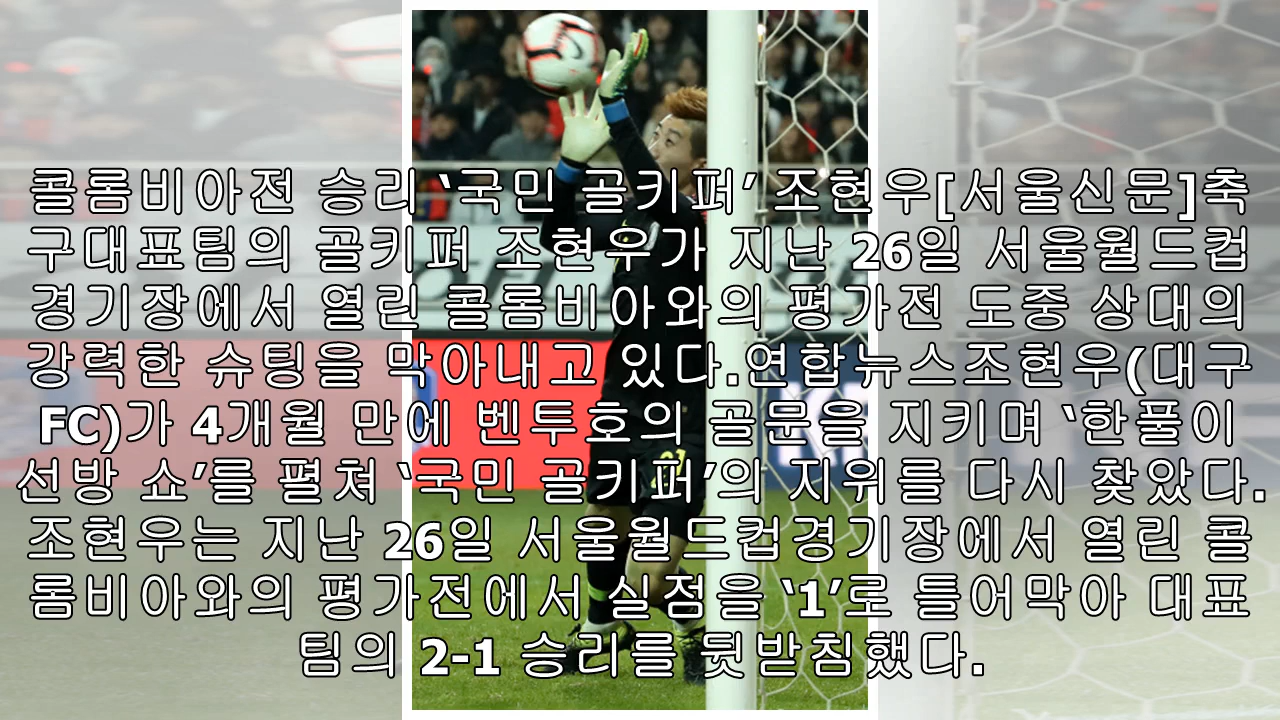 콜롬비아전 승리 ‘국민 골키퍼’ 조현우[서울신문]축
구대표팀의 골키퍼 조현우가 지난 26일 서울월드컵
경기장에서 열린 콜롬비아와의 평가전 도중 상대의
강력한 슈팅을 막아내고 있다.연합뉴스조현우(대구
FC)가 4개월 만에 벤투호의 골문을 지키며 ‘한풀이
선방 쇼’를 펼쳐 ‘국민 골키퍼’의 지위를 다시 찾았다.
조현우는 지난 26일 서울월드컵경기장에서 열린 콜
롬비아와의 평가전에서 실점을 ‘1’로 틀어막아 대표
팀의 2-1 승리를 뒷받침했다.